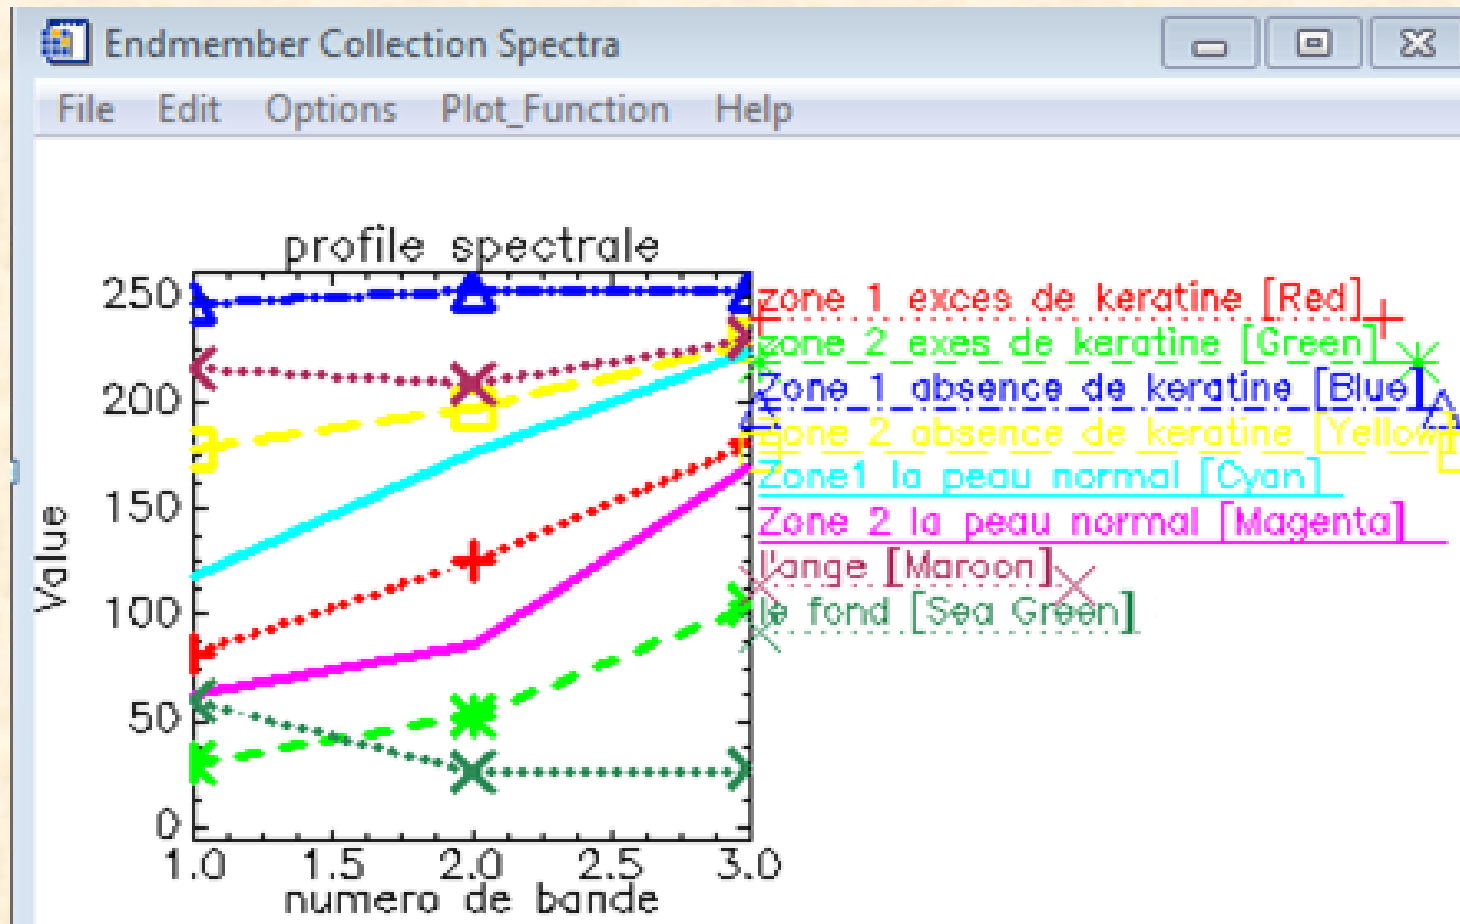 Endmember Collection Spectra
File Edit Options Plot_Function Help
profile spectrale
250
200
150
100
50
0
Value
1.0 1.5 2.0 2.5 3.0
numero de bande
zone 1 exces de keratine [Red]
zone 2 exes de keratine [Green]
Zone 1 absence de keratine [Blue]
zone 2 absence de keratine [Yellow]
Zone1 la peau normal [Cyan]
Zone 2 la peau normal [Magenta]
l'ange [Maroon]
le fond [Sea Green]